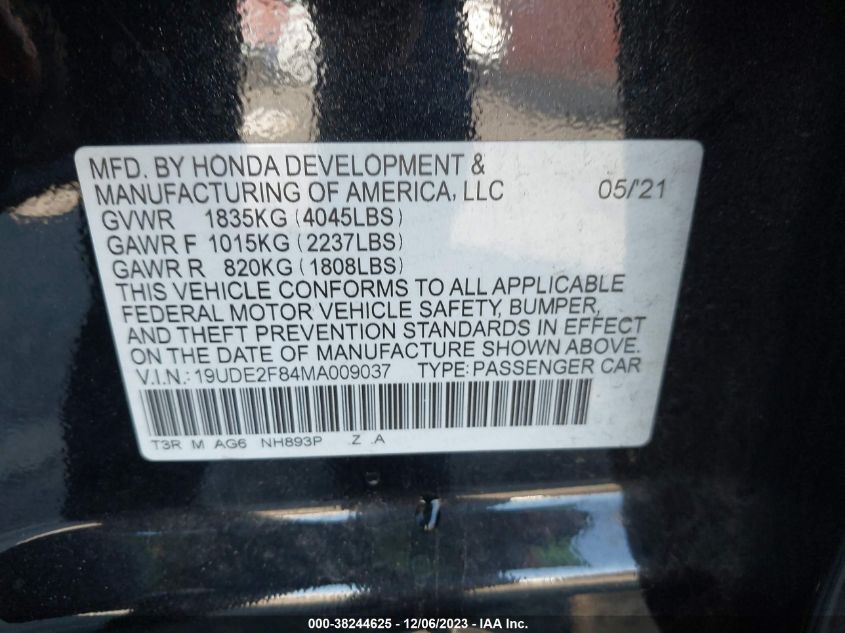 MFD. BY HONDA DEVELOPMENT &
MANUFACTURING OF AMERICA, LLC 05/'21
GVWR 1835KG (4045LBS)
GAWR F 1015KG (2237LBS)
GAWR R 820KG (1808LBS)
THIS VEHICLE CONFORMS TO ALL APPLICABLE
FEDERAL MOTOR VEHICLE SAFETY, BUMPER,
AND THEFT PREVENTION STANDARDS IN EFFECT
ON THE DATE OF MANUFACTURE SHOWN ABOVE.
V.I.N.: 19UDE2F84MA009037 TYPE: PASSENGER CAR
T3R M AG6 NH893P .Z .A
000-38244625 - 12/06/2023 - IAA Inc.